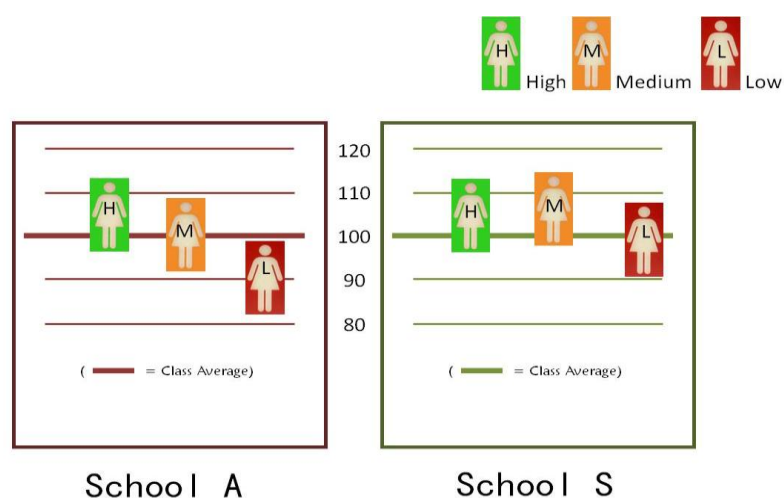 H High M Medium L Low
120
110
100
90
80
H
M
L
( = Class Average)
School A
H
M
L
( = Class Average)
School S